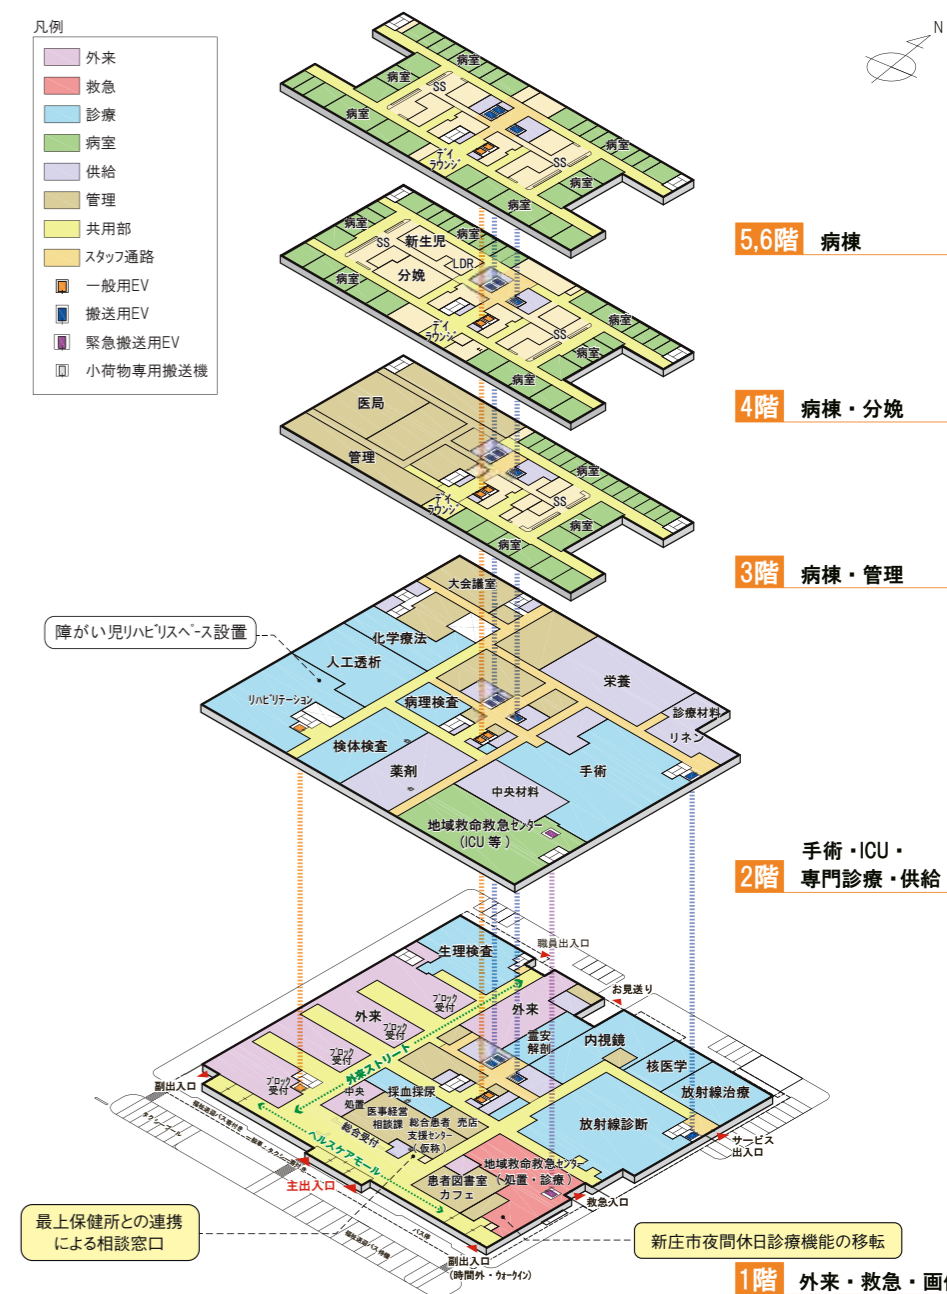 凡例
外来
救急
診療
病室
供給
管理
共用部
スタッフ通路
一般用EV
搬送用EV
緊急搬送用EV
小荷物専用搬送機
N
病室
病室
SS
病室
病室
デイ
ラウンジ
SS
病室
病室
5,6階 病棟
病室
新生児
病室
SS
LDR
分娩
病室
病室
デイ
ラウンジ
SS
病室
病室
4階 病棟・分娩
医局
管理
病室
デイ
ラウンジ
SS
病室
病室
3階 病棟・管理
大会議室
障がい児リハビリスペース設置
化学療法
人工透析
栄養
リハビリテーション
病理検査
診療材料
リネン
検体検査
薬剤
手術
中央材料
地域救命救急センター
(ICU 等)
手術・ICU・
2階 専門診療・供給
職員出入口
生理検査
お見送り
ブロック
受付
外来
外来
ブロック
受付
霊安
解剖
内視鏡
ブロック
受付
外来ストリート
核医学
副出入口
ブロック
受付
中央
処置
採血採尿
放射線治療
医事経営
相談課
総合患者
支援センター
(仮称)
売店
放射線診断
タクシープール
総合受付
ヘルスケアモール
サービス
出入口
主出入口
地域救命救急センター
(処置・診療)
患者図書室
カフェ
救急入口
最上保健所との連携
による相談窓口
バス停
福祉送迎バス待機
副出入口
(時間外・ウォークイン)
新庄市夜間休日診療機能の移転
1階 外来・救急・画